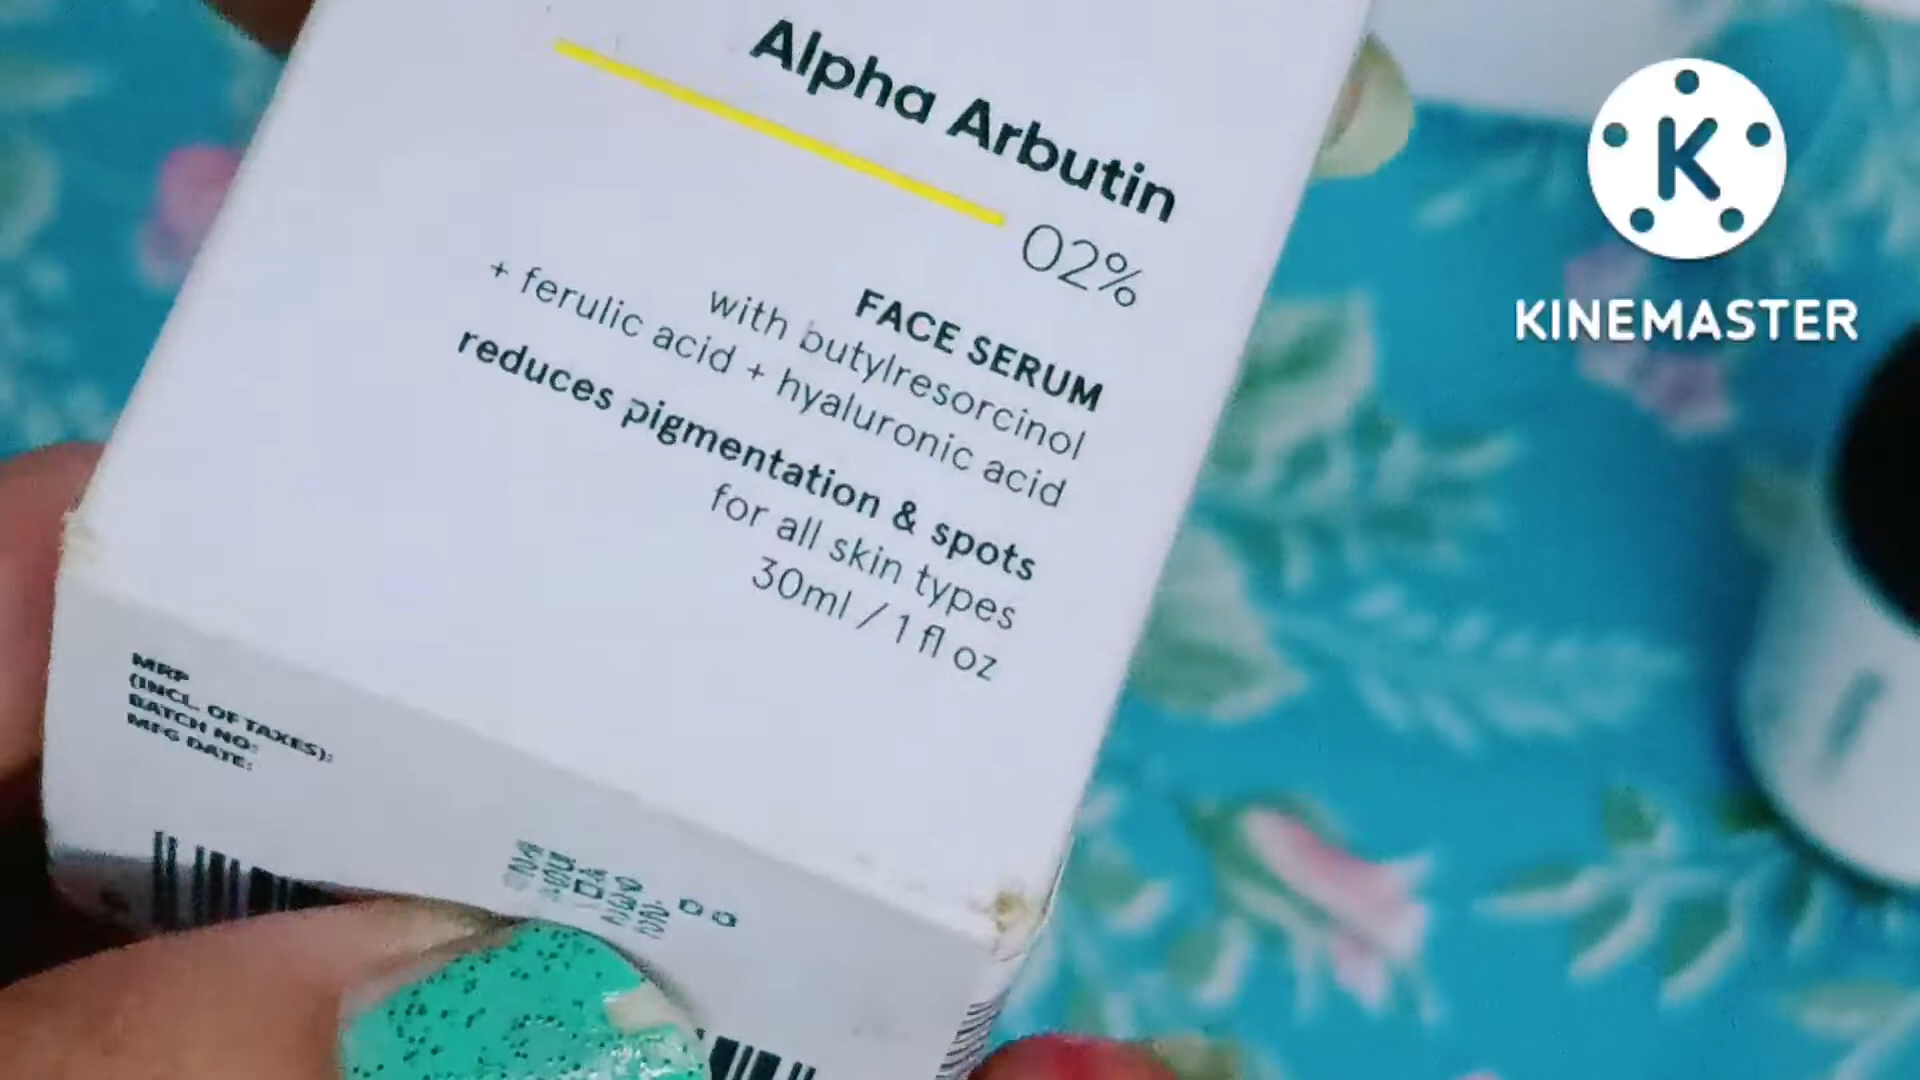 Alpha Arbutin
02%
FACE SERUM
with butylresorcinol
+ ferulic acid + hyaluronic acid
reduces pigmentation & spots
for all skin types
30ml / 1 fl oz
MRP
(INCL. OF TAXES):
BATCH NO:
MFG DATE:
K
KINEMASTER